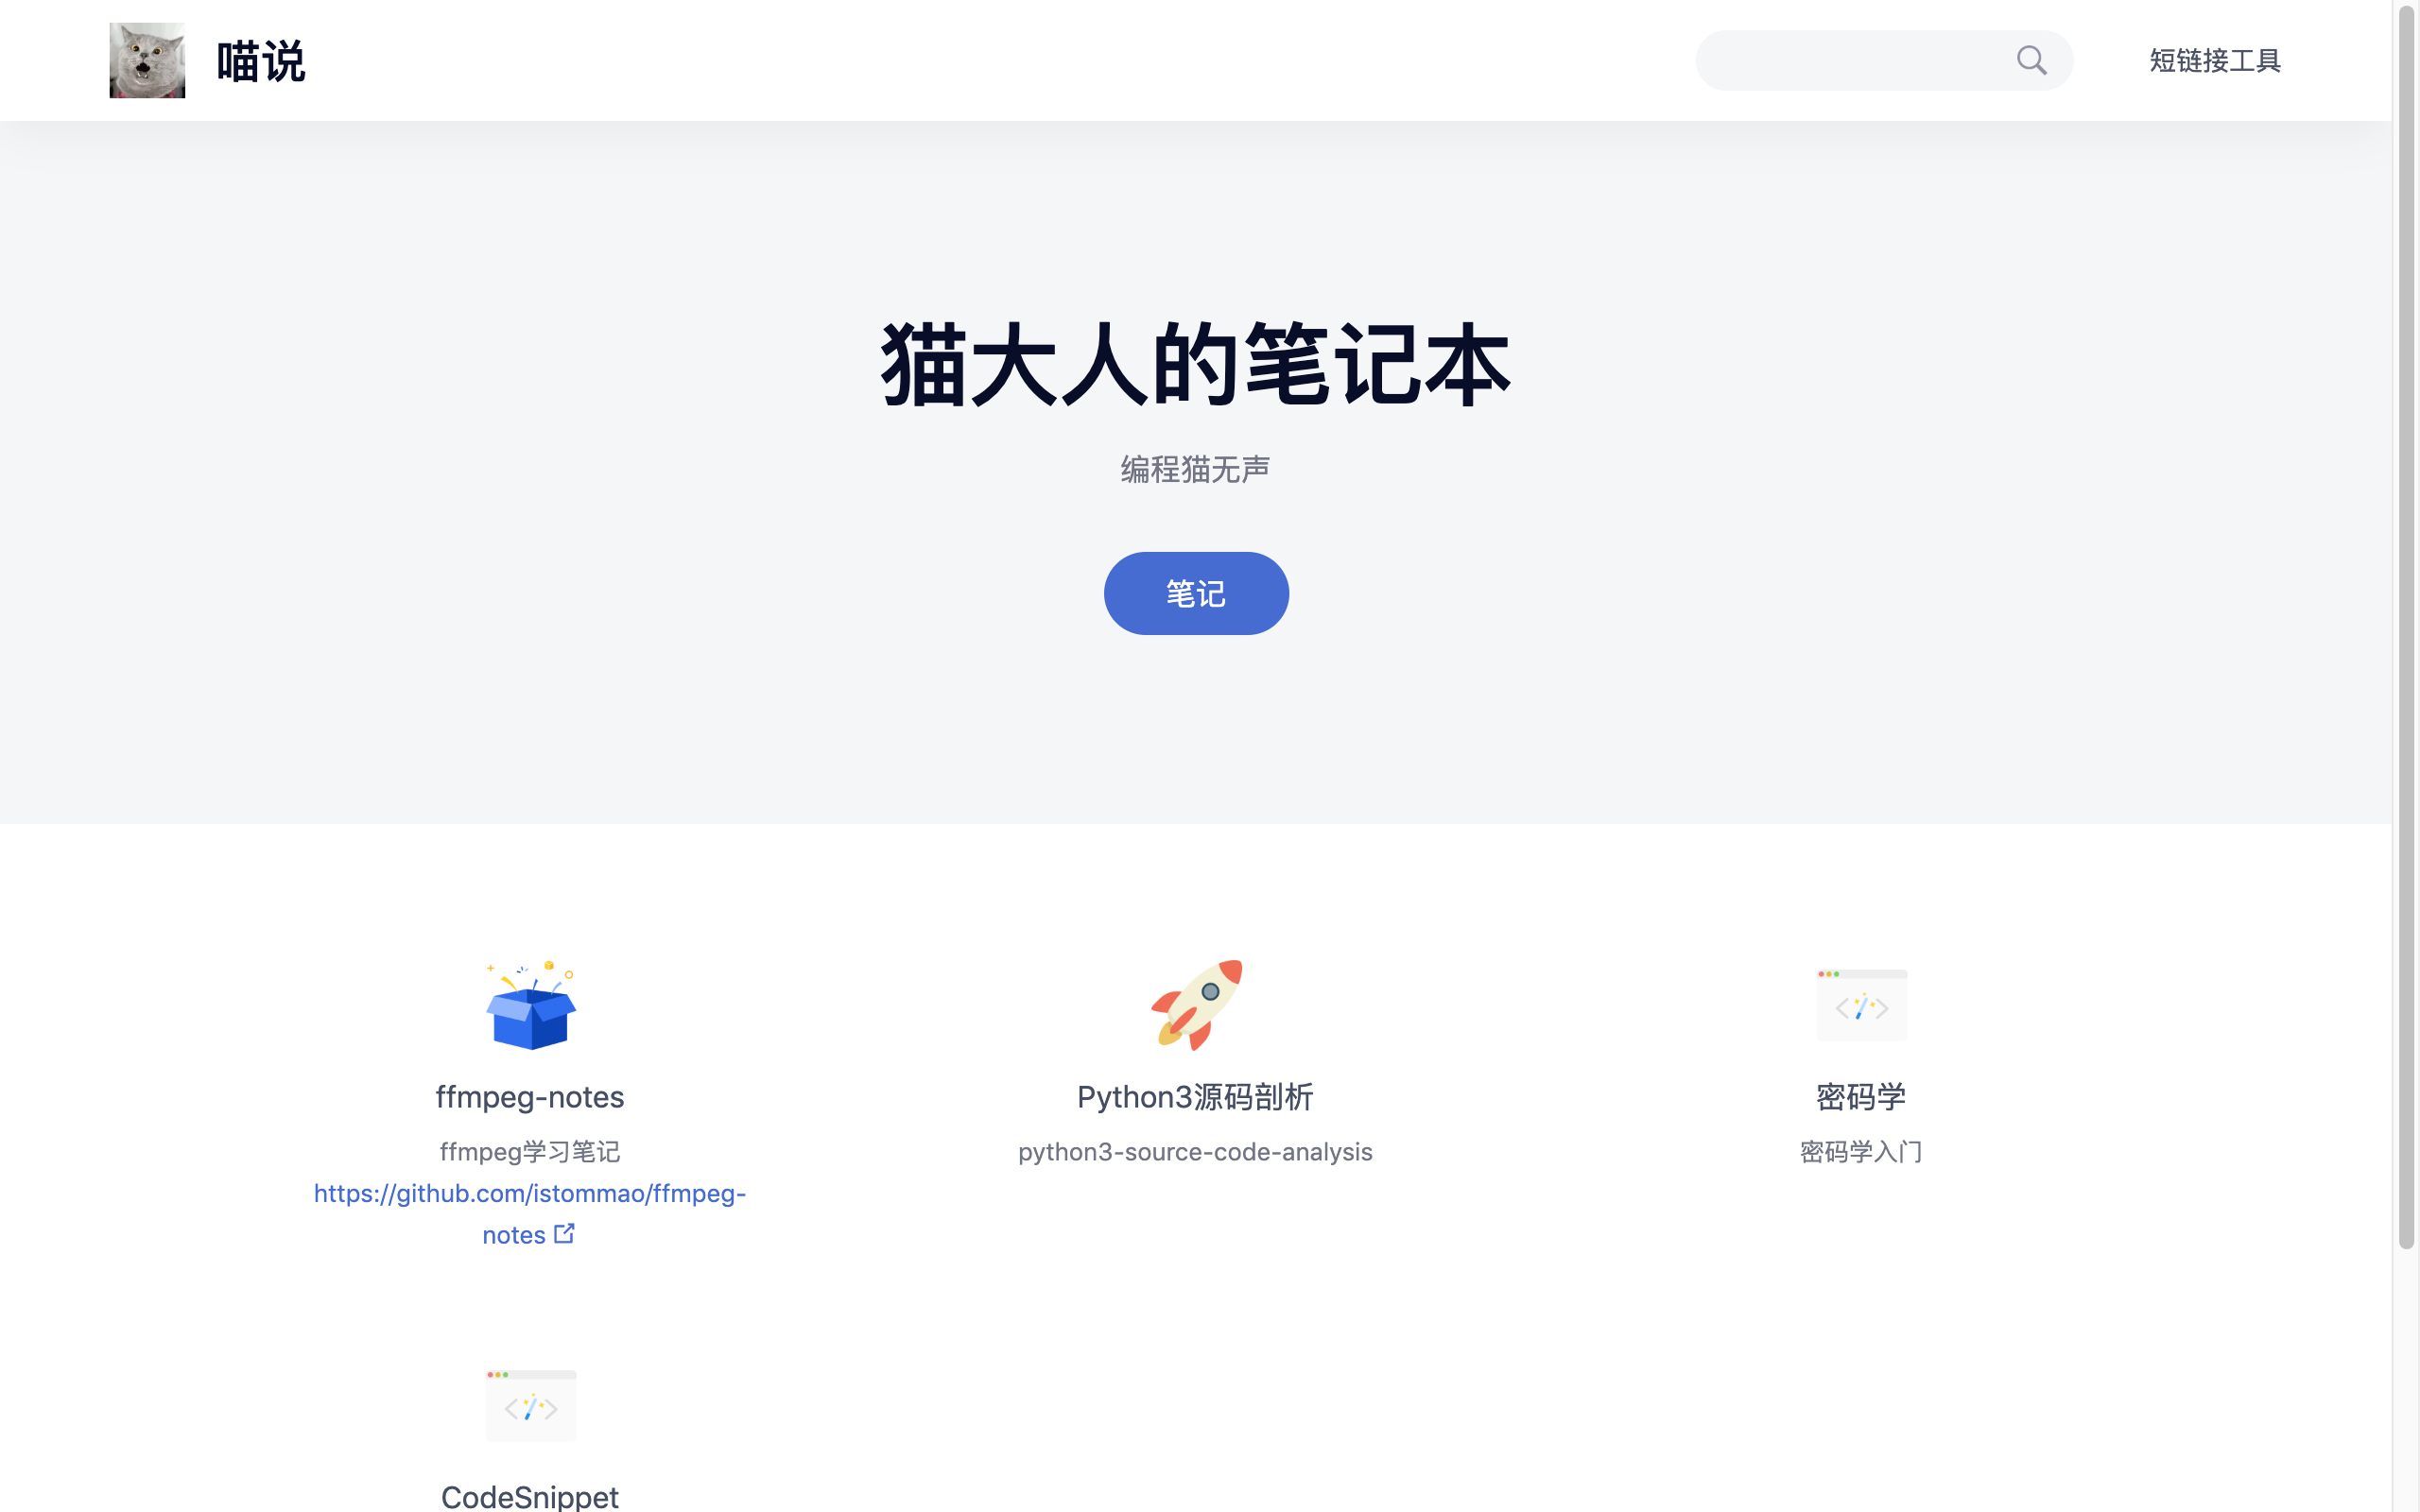 喵说
短链接工具
猫大人的笔记本
编程猫无声
笔记
ffmpeg-notes
ffmpeg学习笔记
https://github.com/istommao/ffmpeg-
notes
Python3源码剖析
python3-source-code-analysis
密码学
密码学入门
CodeSnippet